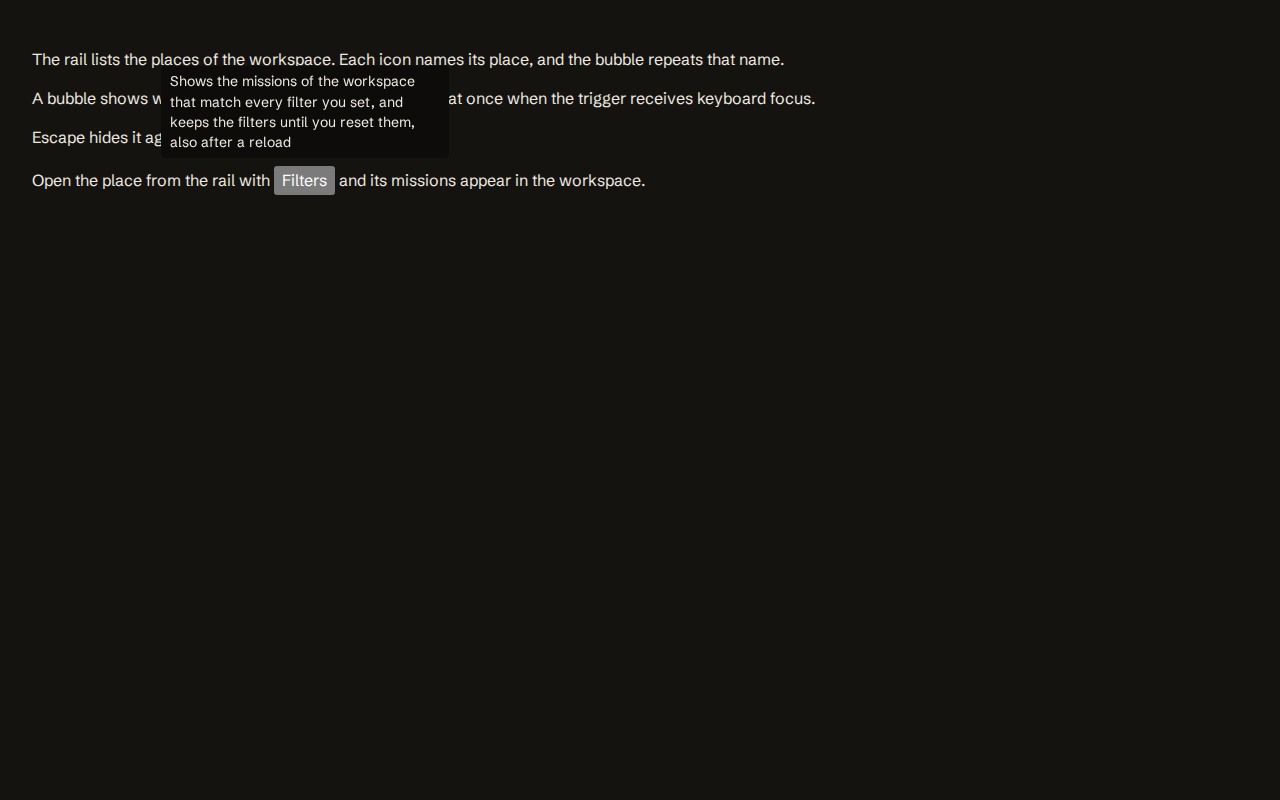 The rail lists the places of the workspace. Each icon names its place, and the bubble repeats that name.
Shows the missions of the workspace
that match every filter you set, and
keeps the filters until you reset them,
also after a reload
A bubble shows at once when the trigger receives keyboard focus.
Escape hides it
Open the place from the rail with Filters and its missions appear in the workspace.